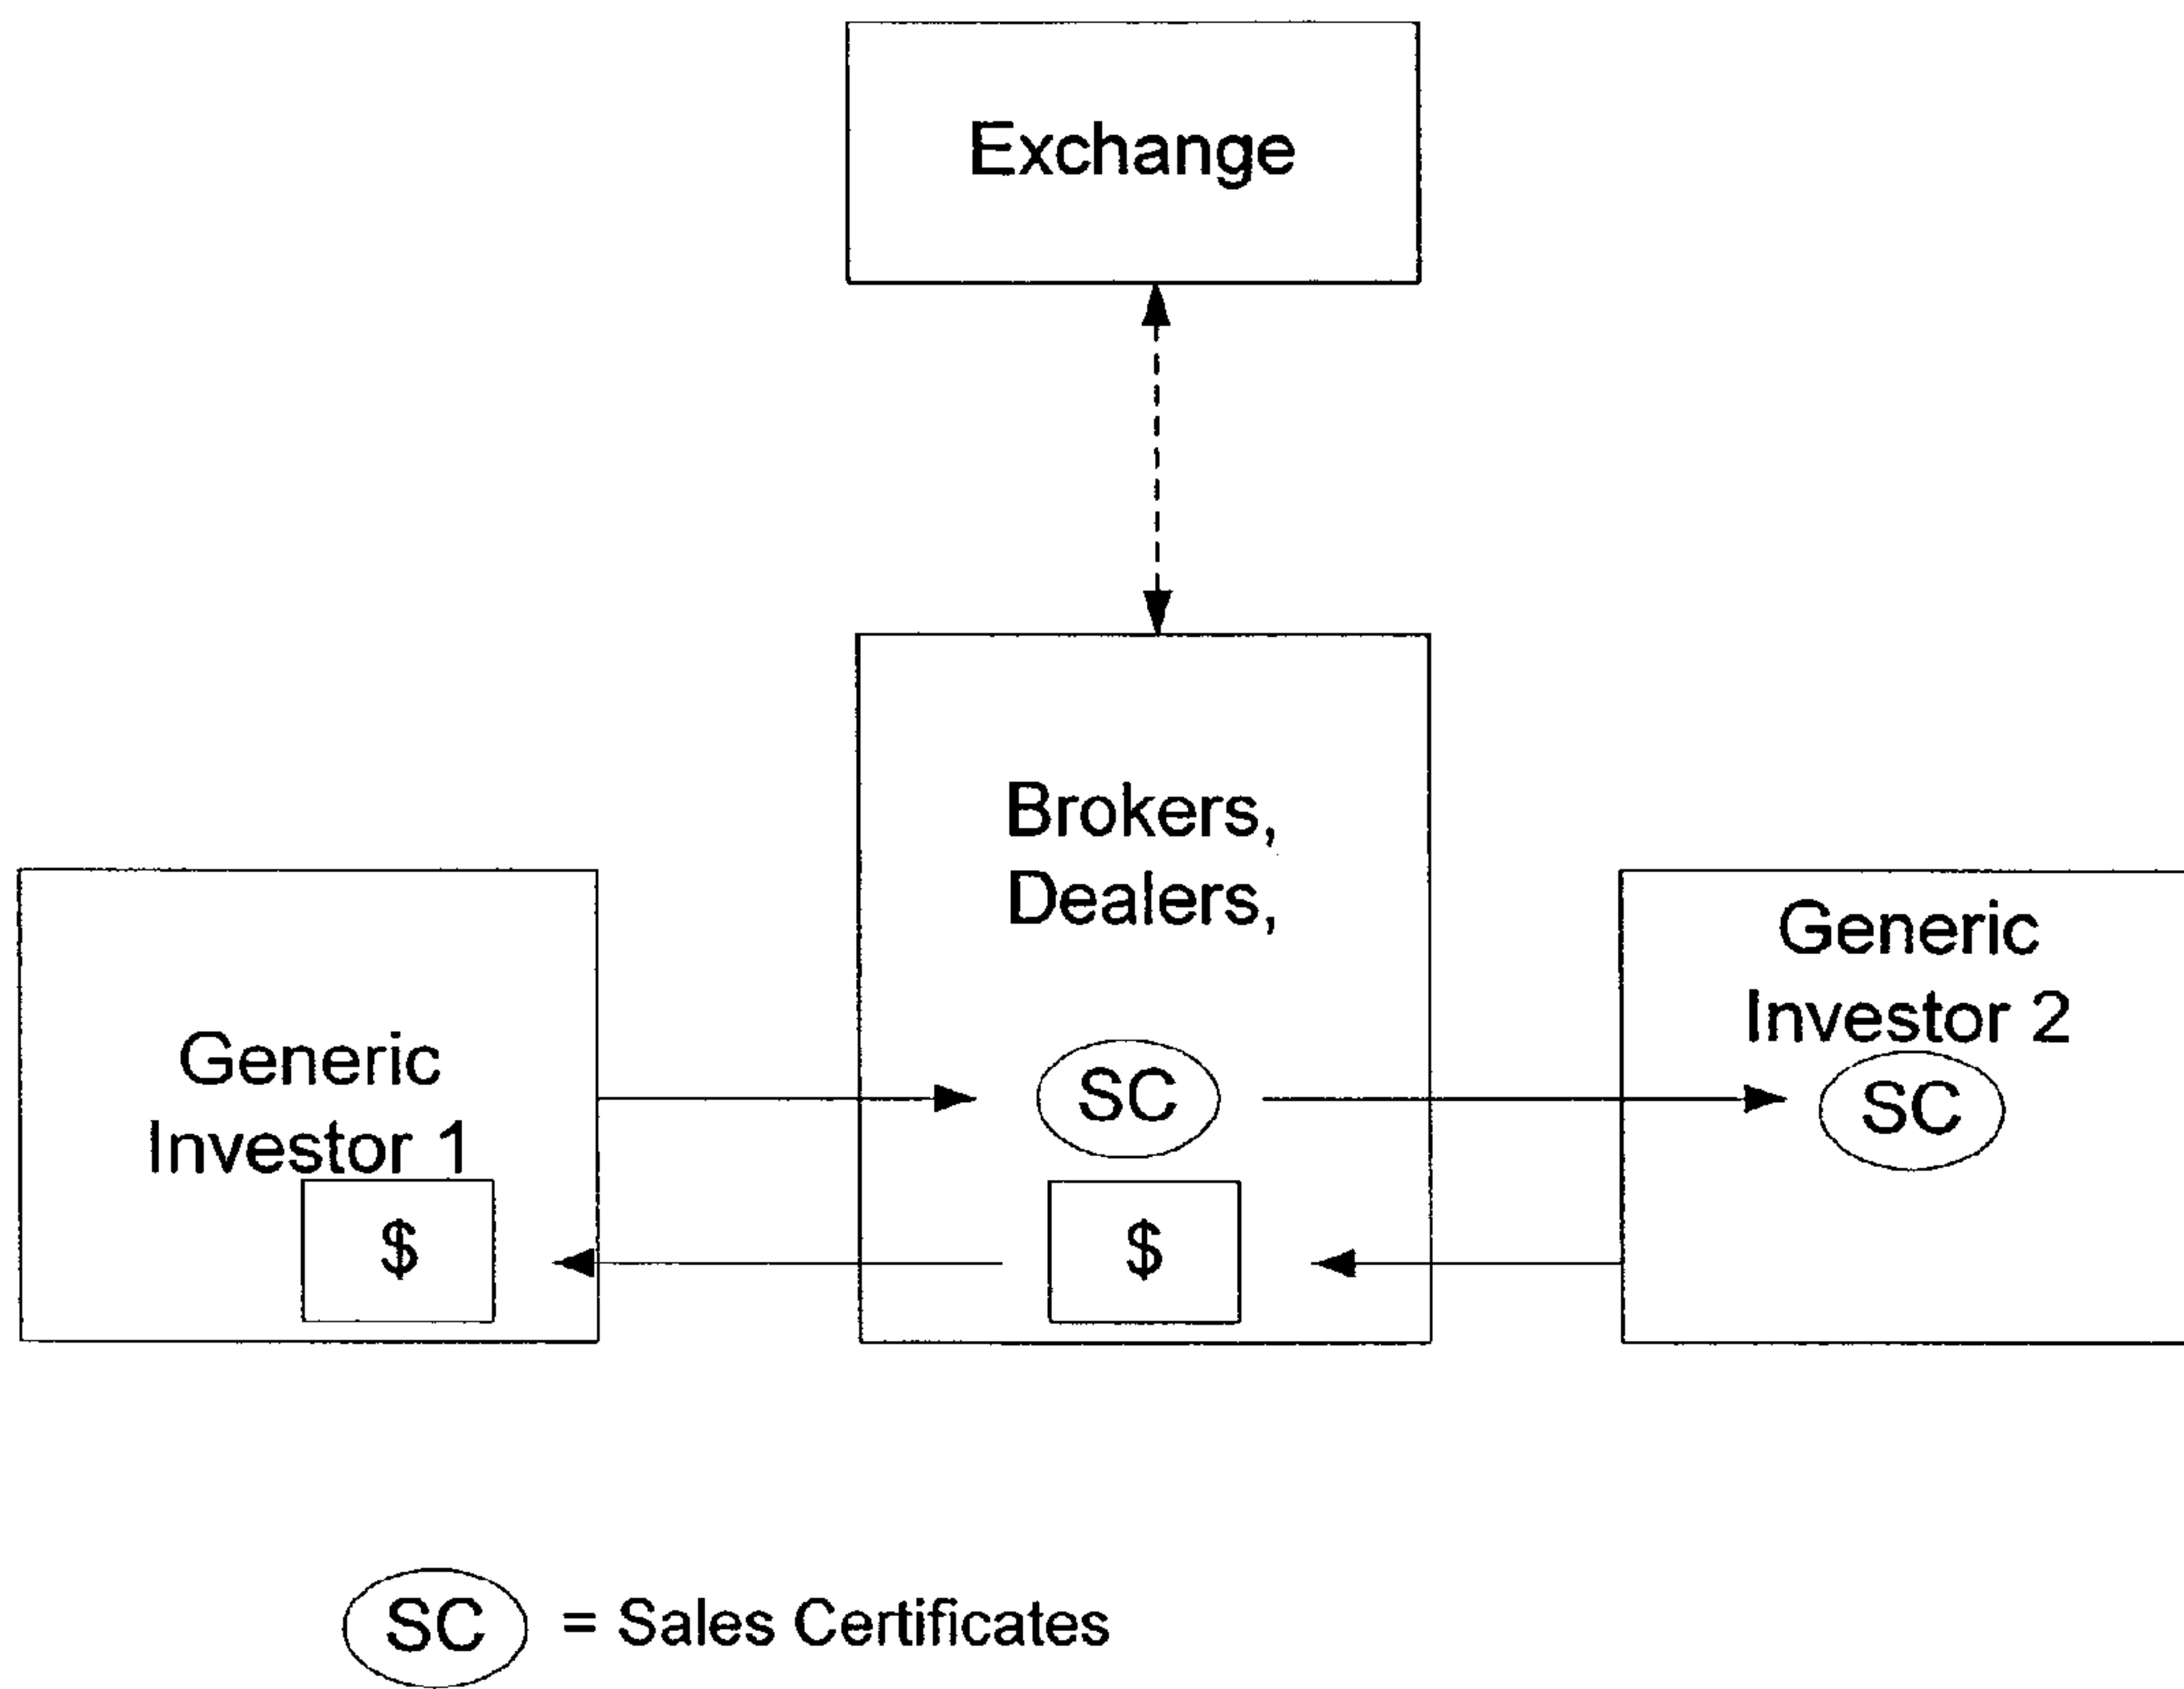 Exchange
Brokers,
Dealers,
Generic
Investor 1
SC
$
$
Generic
Investor 2
SC
SC = Sales Certificates